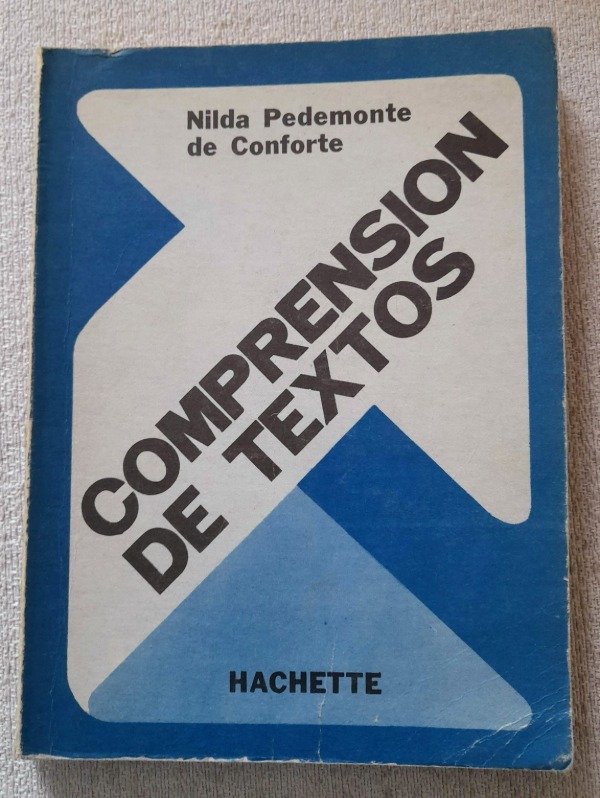 Nilda Pedemonte
de Conforte
COMPRENSION
DE TEXTOS
HACHETTE